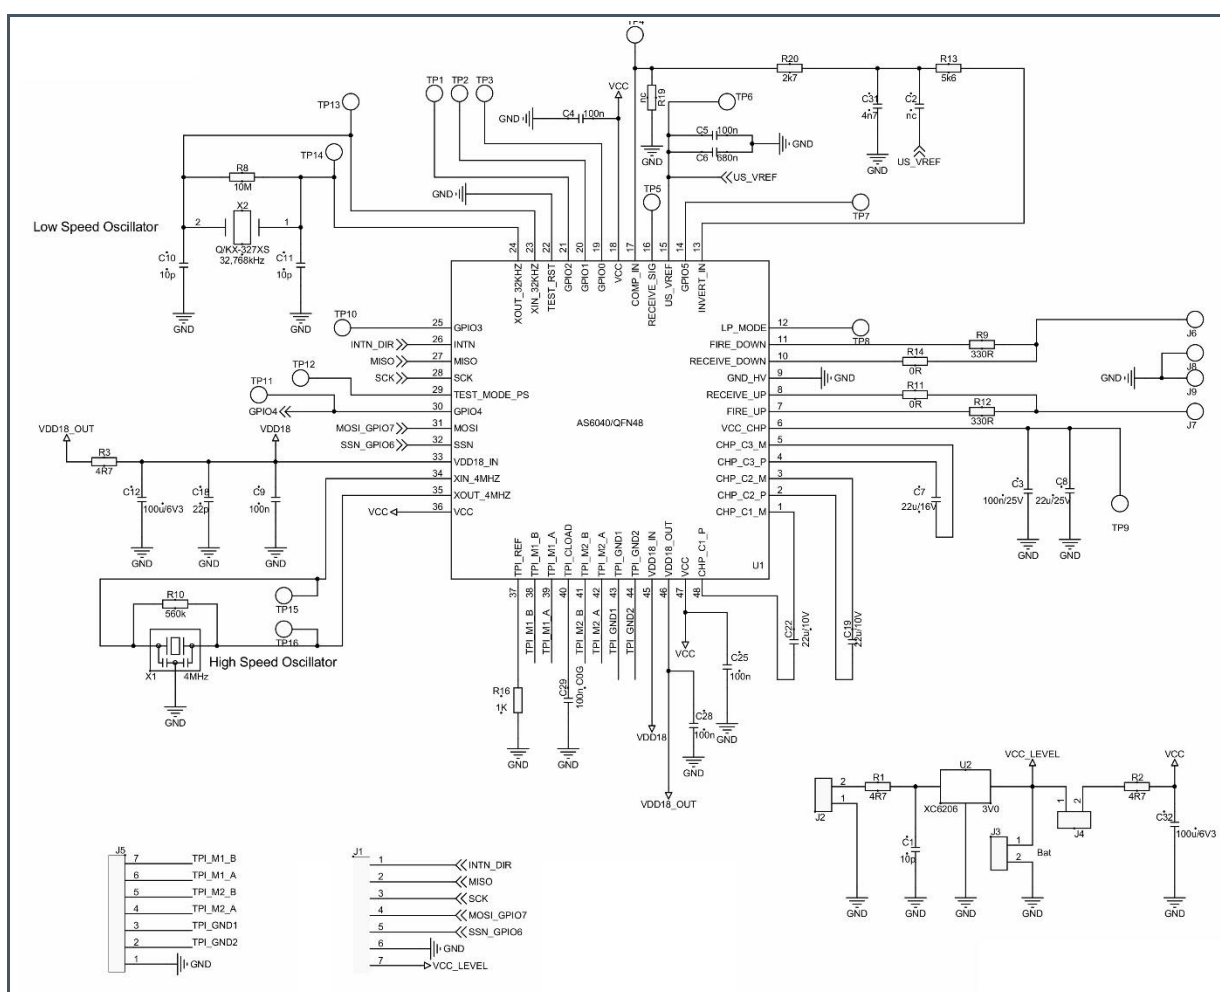 TP4
R20
2k7
R13
5k6
TP1
TP2
TP3
VCC
TP13
C4
100n
GND
nc
R19
GND
TP6
C5
100n
C6
680n
GND
US_VREF
C31
4n7
GND
C2
nc
US_VREF
TP14
R8
10M
GND
TP5
TP7
Low Speed Oscillator
2
X2
1
Q/KX-327XS
32,768kHz
C10
10p
C11
10p
GND
GND
24
23
22
21
20
19
18
17
16
15
14
13
XOUT_32KHZ
XIN_32KHZ
TEST_RST
GPIO2
GPIO1
GPIO0
VCC
COMP_IN
RECEIVE_SIG
US_VREF
GPIO5
INVERT_IN
TP10
25
GPIO3
INTN_DIR
26
INTN
MISO
27
MISO
SCK
28
SCK
TP12
29
TEST_MODE_PS
TP11
GPIO4
30
GPIO4
MOSI_GPIO7
31
MOSI
SSN_GPIO6
32
SSN
33
VDD18_IN
34
XIN_4MHZ
35
XOUT_4MHZ
VCC
36
VCC
AS6040/QFN48
U1
LP_MODE
12
TP8
FIRE_DOWN
11
R9
330R
J6
RECEIVE_DOWN
10
R14
0R
GND_HV
9
GND
GND
J8
J9
RECEIVE_UP
8
R11
0R
FIRE_UP
7
R12
330R
J7
VCC_CHP
6
CHP_C3_M
5
CHP_C3_P
4
CHP_C2_M
3
CHP_C2_P
2
CHP_C1_M
1
C7
22u/16V
C3
100n/25V
GND
C8
22u/25V
GND
TP9
VDD18_OUT
R3
4R7
VDD18
C12
100u/6V3
C18
22p
C9
100n
GND
GND
GND
TPI_REF
TPI_M1_B
TPI_M1_A
TPI_CLOAD
TPI_M2_B
TPI_M2_A
TPI_GND1
TPI_GND2
VDD18_IN
VDD18_OUT
VCC
CHP_C1_P
37
38
39
40
41
42
43
44
45
46
47
48
TPI_M1_B
TPI_M1_A
TPI_M2_B
TPI_M2_A
TPI_GND1
TPI_GND2
R10
560k
TP15
TP16
High Speed Oscillator
X1
4MHz
GND
R16
1K
GND
C29
100n C0G
GND
VCC
C25
100n
GND
C28
100n
GND
VDD18
VDD18_OUT
C22
22u/10V
C19
22u/10V
J2
2
1
R1
4R7
C1
10p
U2
XC6206
3V0
VCC_LEVEL
J3
1
2
Bat
1
2
J4
R2
4R7
VCC
C32
100u/6V3
GND
GND
GND
GND
GND
J5
7
TPI_M1_B
6
TPI_M1_A
5
TPI_M2_B
4
TPI_M2_A
3
TPI_GND1
2
TPI_GND2
1
GND
J1
1
INTN_DIR
2
MISO
3
SCK
4
MOSI_GPIO7
5
SSN_GPIO6
6
GND
7
VCC_LEVEL